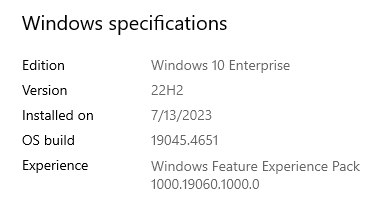 Windows specifications
Edition Windows 10 Enterprise
Version 22H2
Installed on 7/13/2023
OS build 19045.4651
Experience Windows Feature Experience Pack
1000.19060.1000.0